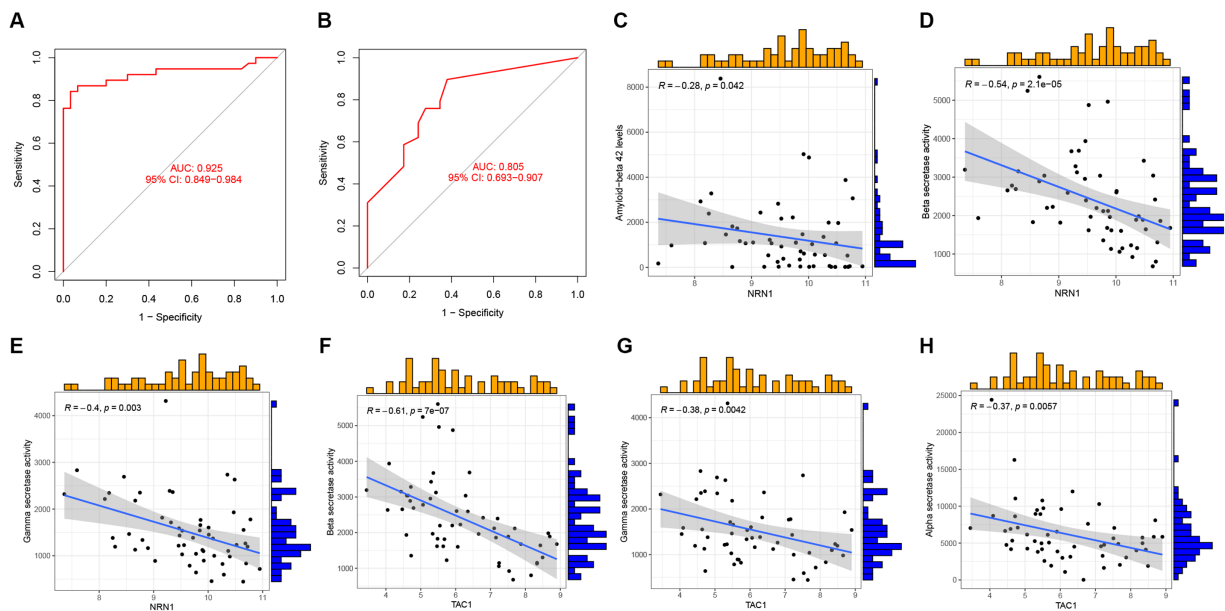 A
Sensitivity
0.0
0.2
0.4
0.6
0.8
1.0
AUC: 0.925
95% CI: 0.849−0.984
0.0 0.2 0.4 0.6 0.8 1.0
1 − Specificity
B
Sensitivity
0.0
0.2
0.4
0.6
0.8
1.0
AUC: 0.805
95% CI: 0.693−0.907
0.0 0.2 0.4 0.6 0.8 1.0
1 − Specificity
C
R = −0.28, p = 0.042
Amyloid−beta 42 levels
8000
6000
4000
2000
0
8 9 10 11
NRN1
D
R = −0.54, p = 2.1e−05
Beta secretase activity
5000
4000
3000
2000
1000
8 9 10 11
NRN1
E
R = −0.4, p = 0.003
Gamma secretase activity
4000
3000
2000
1000
8 9 10 11
NRN1
F
R = −0.61, p = 7e−07
Beta secretase activity
5000
4000
3000
2000
1000
4 5 6 7 8 9
TAC1
G
R = −0.38, p = 0.0042
Gamma secretase activity
4000
3000
2000
1000
4 5 6 7 8 9
TAC1
H
R = −0.37, p = 0.0057
Alpha secretase activity
25000
20000
15000
10000
5000
0
4 5 6 7 8 9
TAC1